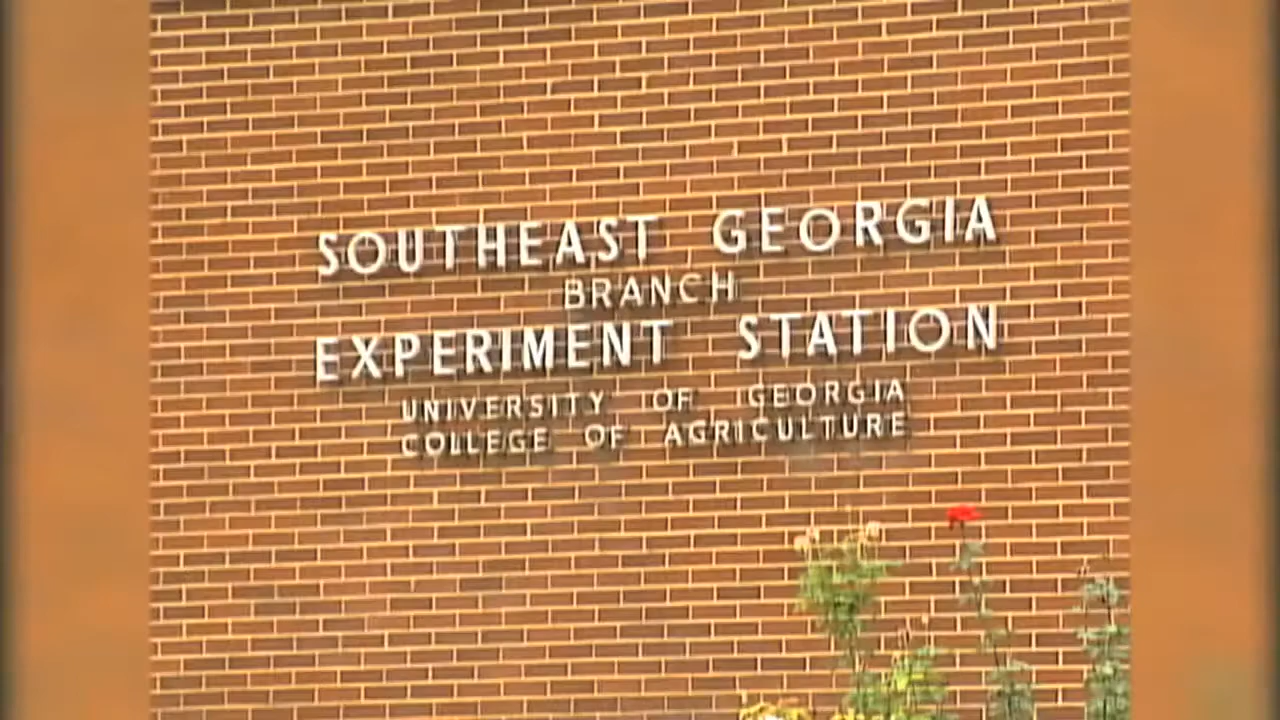 SOUTHEAST GEORGIA
BRANCH
EXPERIMENT STATION
UNIVERSITY OF GEORGIA
COLLEGE OF AGRICULTURE